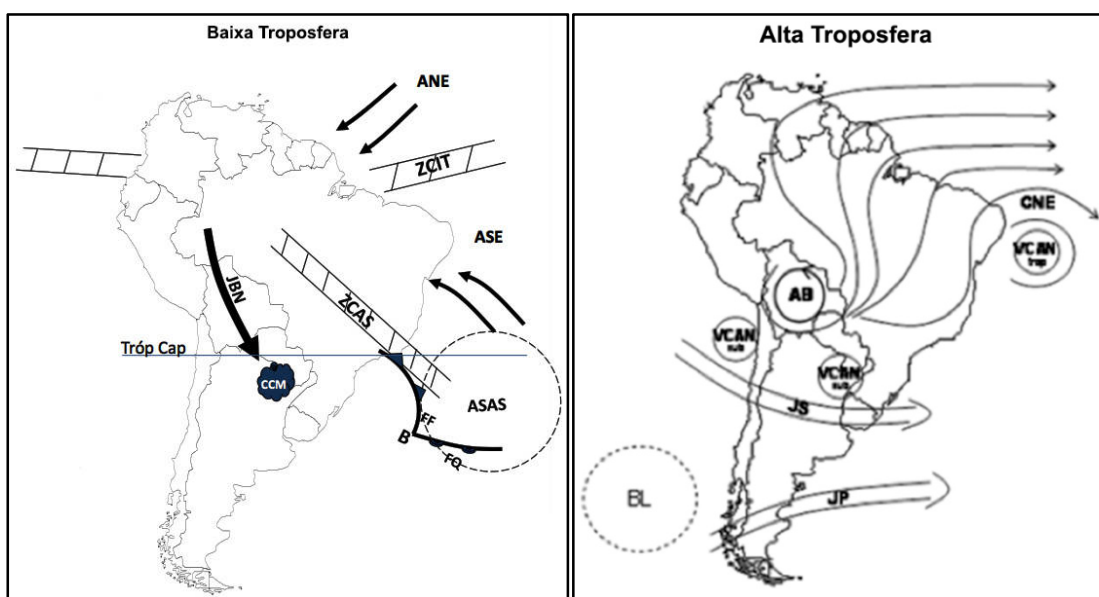 Baixa Troposfera
ANE
ZCIT
ASE
JBN
ZCAS
Tróp Cap
CCM
ASAS
FF
B
FQ
Alta Troposfera
CNE
VCAN
trop
AB
VCAN
sub
VCAN
sub
JS
BL
JP